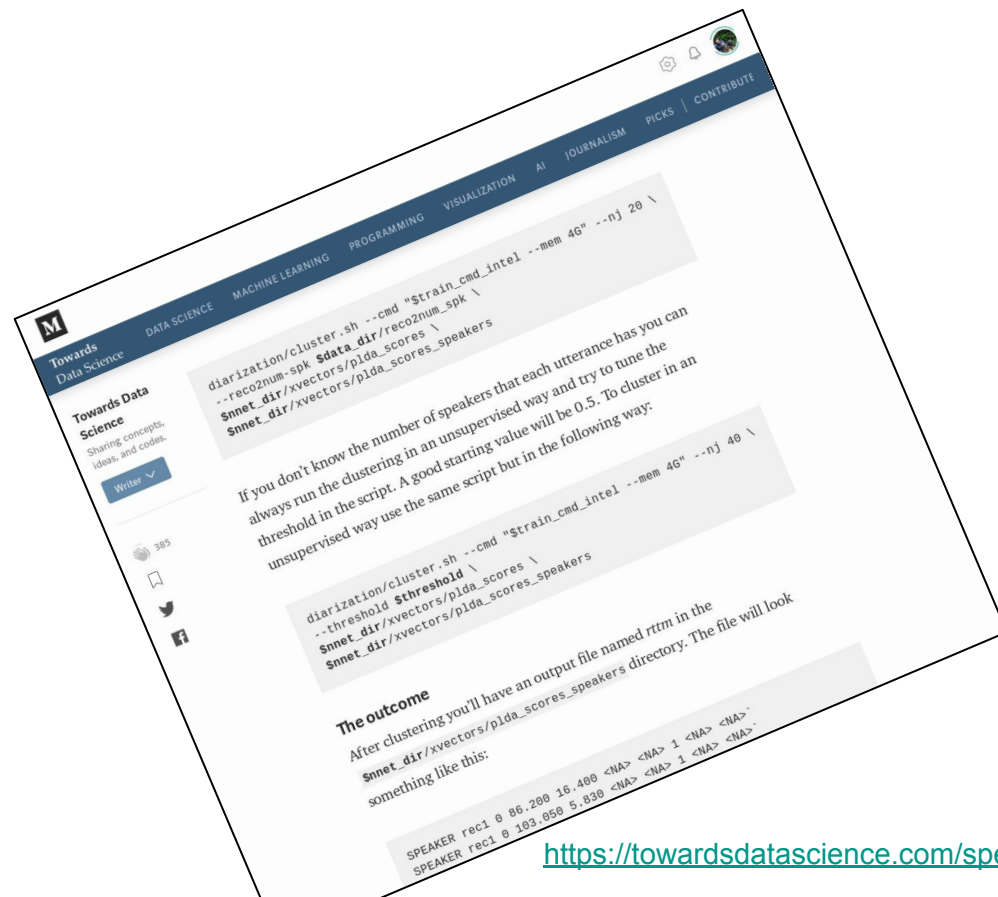 M
Towards
Data Science
DATA SCIENCE
MACHINE LEARNING
PROGRAMMING
VISUALIZATION
AI
JOURNALISM
PICKS
CONTRIBUTE
Towards Data
Science
Sharing concepts,
ideas, and codes.
Writer
385
diarization/cluster.sh --cmd "$train_cmd_intel --mem 4G" --nj 20 \
--reco2num-spk $data_dir/reco2num_spk \
$nnet_dir/xvectors/plda_scores \
$nnet_dir/xvectors/plda_scores_speakers
If you don't know the number of speakers that each utterance has you can
always run the clustering in an unsupervised way and try to tune the
threshold in the script. A good starting value will be 0.5. To cluster in an
unsupervised way use the same script but in the following way:
diarization/cluster.sh --cmd "$train_cmd_intel --mem 4G" --nj 40 \
--threshold $threshold \
$nnet_dir/xvectors/plda_scores \
$nnet_dir/xvectors/plda_scores_speakers
The outcome
After clustering you'll have an output file named rttm in the
$nnet_dir/xvectors/plda_scores_speakers directory. The file will look
something like this:
SPEAKER rec1 0 86.200 16.400 <NA> <NA> 1 <NA> <NA>`
SPEAKER rec1 0 103.050 5.830 <NA> <NA> 1 <NA> <NA>`
SPEAKER rec1 0
https://towardsdatascience.com/spe